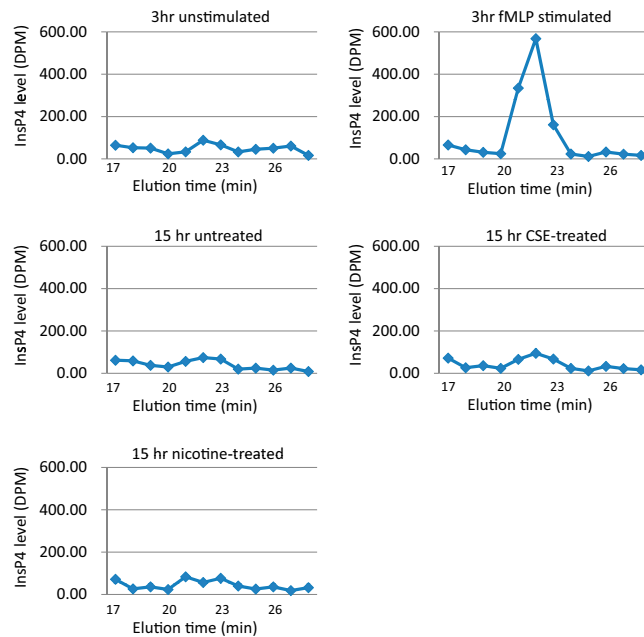 3hr unstimulated
InsP4 level (DPM)
600.00
400.00
200.00
0.00
17 20 23 26
Elution time (min)
3hr fMLP stimulated
InsP4 level (DPM)
600.00
400.00
200.00
0.00
17 20 23 26
Elution time (min)
15 hr untreated
InsP4 level (DPM)
600.00
400.00
200.00
0.00
17 20 23 26
Elution time (min)
15 hr CSE-treated
InsP4 level (DPM)
600.00
400.00
200.00
0.00
17 20 23 26
Elution time (min)
15 hr nicotine-treated
InsP4 level (DPM)
600.00
400.00
200.00
0.00
17 20 23 26
Elution time (min)